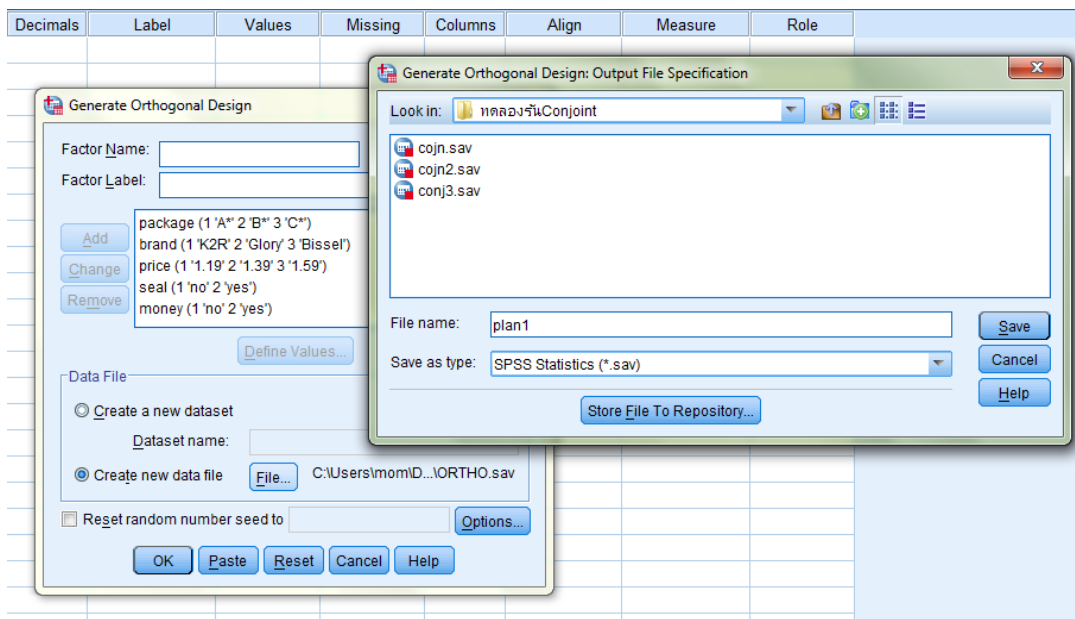 Decimals Label Values Missing Columns Align Measure Role
Generate Orthogonal Design
Factor Name:
Factor Label:
Add
Change
Remove
package (1 'A*' 2 'B*' 3 'C*')
brand (1 'K2R' 2 'Glory' 3 'Bissel')
price (1 '1.19' 2 '1.39' 3 '1.59')
seal (1 'no' 2 'yes')
money (1 'no' 2 'yes')
Define Values...
Data File
Create a new dataset
Dataset name:
Create new data file File... C:\Users\mom\D...\ORTHO.sav
Reset random number seed to Options...
OK Paste Reset Cancel Help
Generate Orthogonal Design: Output File Specification
Look in: ทดลองรันConjoint
cojn.sav
cojn2.sav
conj3.sav
File name: plan1 Save
Save as type: SPSS Statistics (*.sav) Cancel
Help
Store File To Repository...